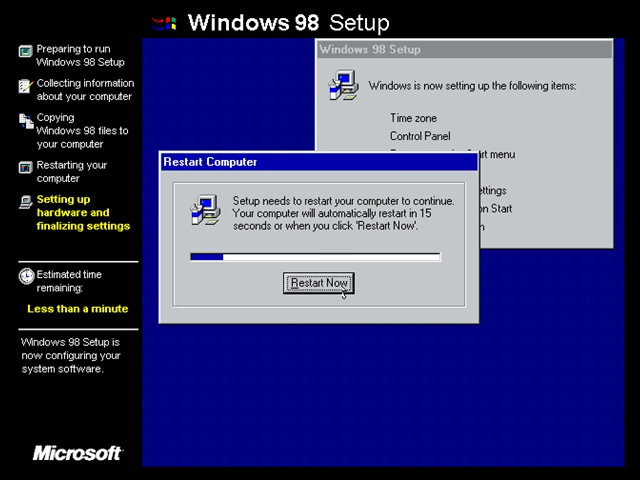 Windows 98 Setup
Preparing to run
Windows 98 Setup
Collecting information
about your computer
Copying
Windows 98 files to
your computer
Restarting your
computer
Setting up
hardware and
finalizing settings
Estimated time
remaining:
Less than a minute
Windows 98 Setup is
now configuring your
system software.
Microsoft
Windows 98 Setup
Windows is now setting up the following items:
Time zone
Control Panel
menu
ettings
on Start
Restart Computer
Setup needs to restart your computer to continue.
Your computer will automatically restart in 15
seconds or when you click 'Restart Now'.
Restart Now